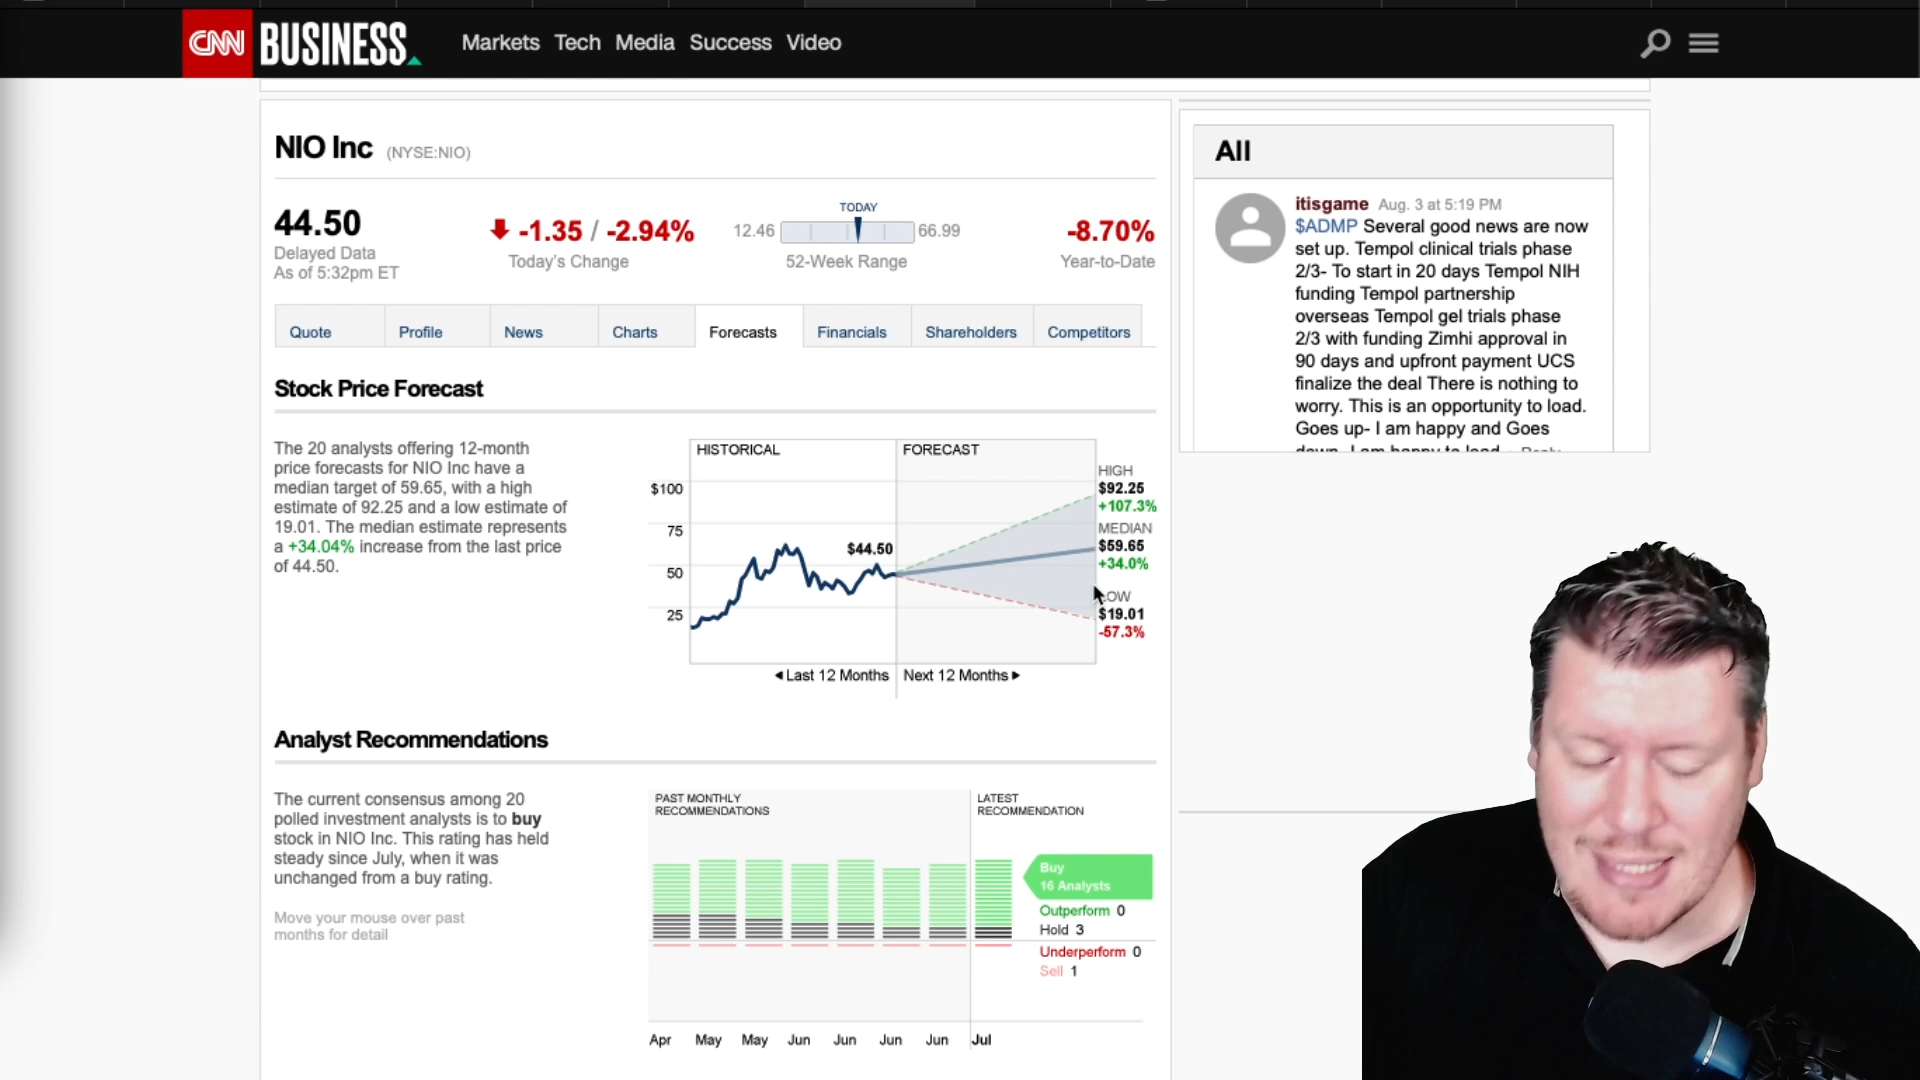 CNN BUSINESS Markets Tech Media Success Video
NIO Inc (NYSE:NIO)
44.50
Delayed Data
As of 5:32pm ET
-1.35 / -2.94%
Today's Change
TODAY
12.46 66.99
52-Week Range
-8.70%
Year-to-Date
Quote Profile News Charts Forecasts Financials Shareholders Competitors
Stock Price Forecast
The 20 analysts offering 12-month
price forecasts for NIO Inc have a
median target of 59.65, with a high
estimate of 92.25 and a low estimate of
19.01. The median estimate represents
a +34.04% increase from the last price
of 44.50.
HISTORICAL FORECAST
$100
75
50
25
$44.50
HIGH
$92.25
+107.3%
MEDIAN
$59.65
+34.0%
LOW
$19.01
-57.3%
Last 12 Months Next 12 Months
Analyst Recommendations
The current consensus among 20
polled investment analysts is to buy
stock in NIO Inc. This rating has held
steady since July, when it was
unchanged from a buy rating.
Move your mouse over past
months for detail
PAST MONTHLY
RECOMMENDATIONS
LATEST
RECOMMENDATION
Buy
16 Analysts
Outperform 0
Hold 3
Underperform 0
Sell 1
Apr May May Jun Jun Jun Jun Jul
All
itisgame Aug. 3 at 5:19 PM
$ADMP Several good news are now
set up. Tempol clinical trials phase
2/3- To start in 20 days Tempol NIH
funding Tempol partnership
overseas Tempol gel trials phase
2/3 with funding Zimhi approval in
90 days and upfront payment UCS
finalize the deal There is nothing to
worry. This is an opportunity to load.
Goes up- I am happy and Goes
down- I am happy to load